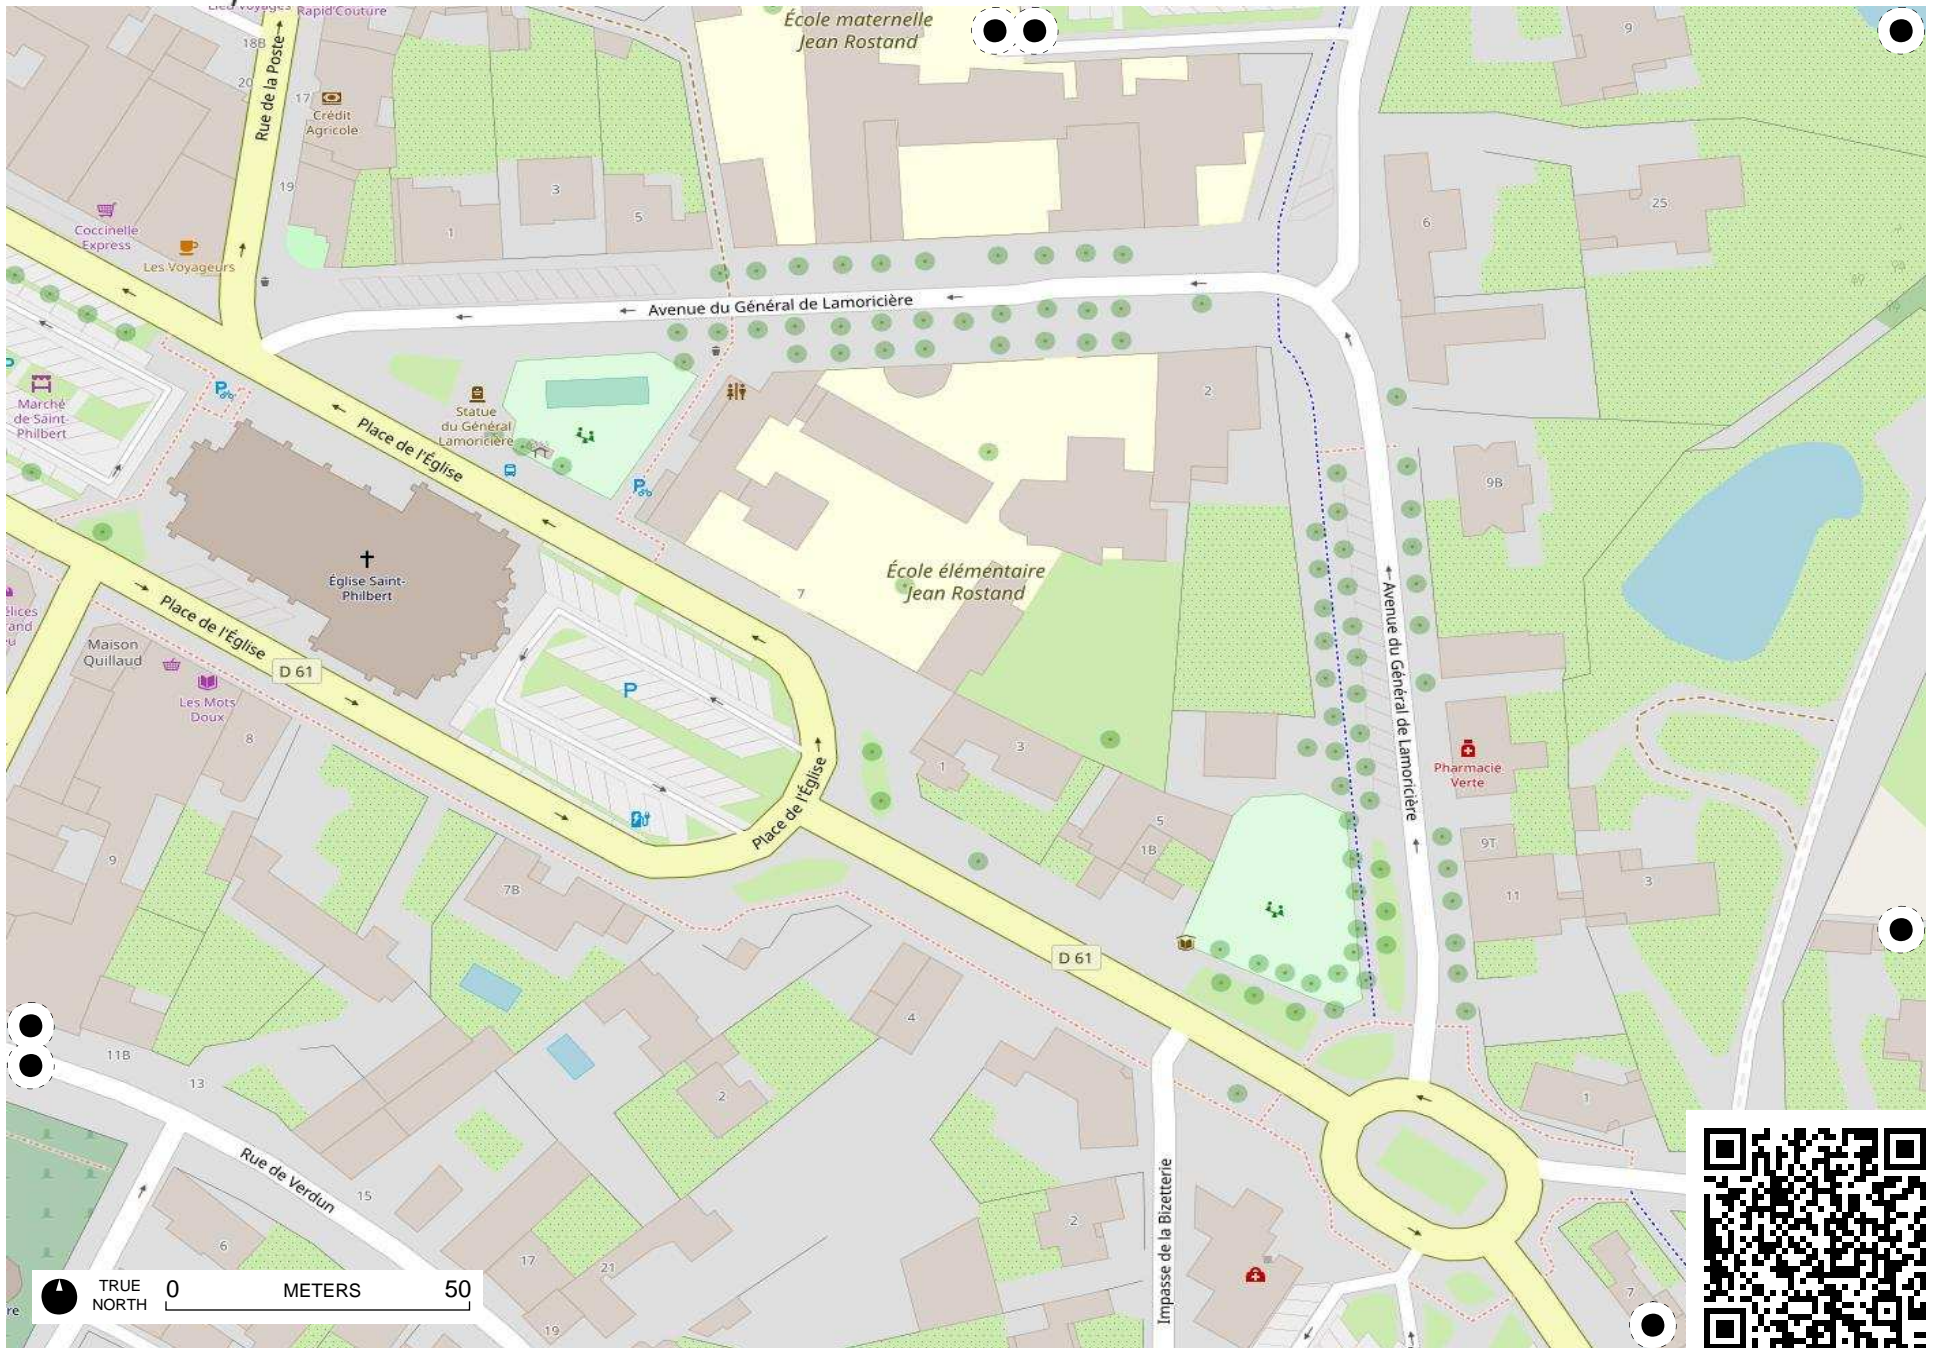 Rapid'Couture
École maternelle
Jean Rostand
18B
20
17
Rue de la Poste
Crédit
Agricole
19
1
3
5
9
25
6
Coccinelle
Express
Les Voyageurs
Avenue du Général de Lamoricière
P
Marché
de Saint-
Philbert
P
Statue
du Général
Lamoricière
Place de l'Église
P
2
9B
École élémentaire
Jean Rostand
7
Église Saint-
Philbert
Place de l'Église
D 61
Maison
Quillaud
Les Mots
Doux
8
P
Avenue du Général de Lamoricière
1
3
Pharmacie
Verte
Place de l'Église
5
1B
9T
3
11
9
7B
D 61
4
11B
13
2
1
Rue de Verdun
15
6
17
21
19
2
Impasse de la Bizetterie
7
TRUE
NORTH
0 METERS 50